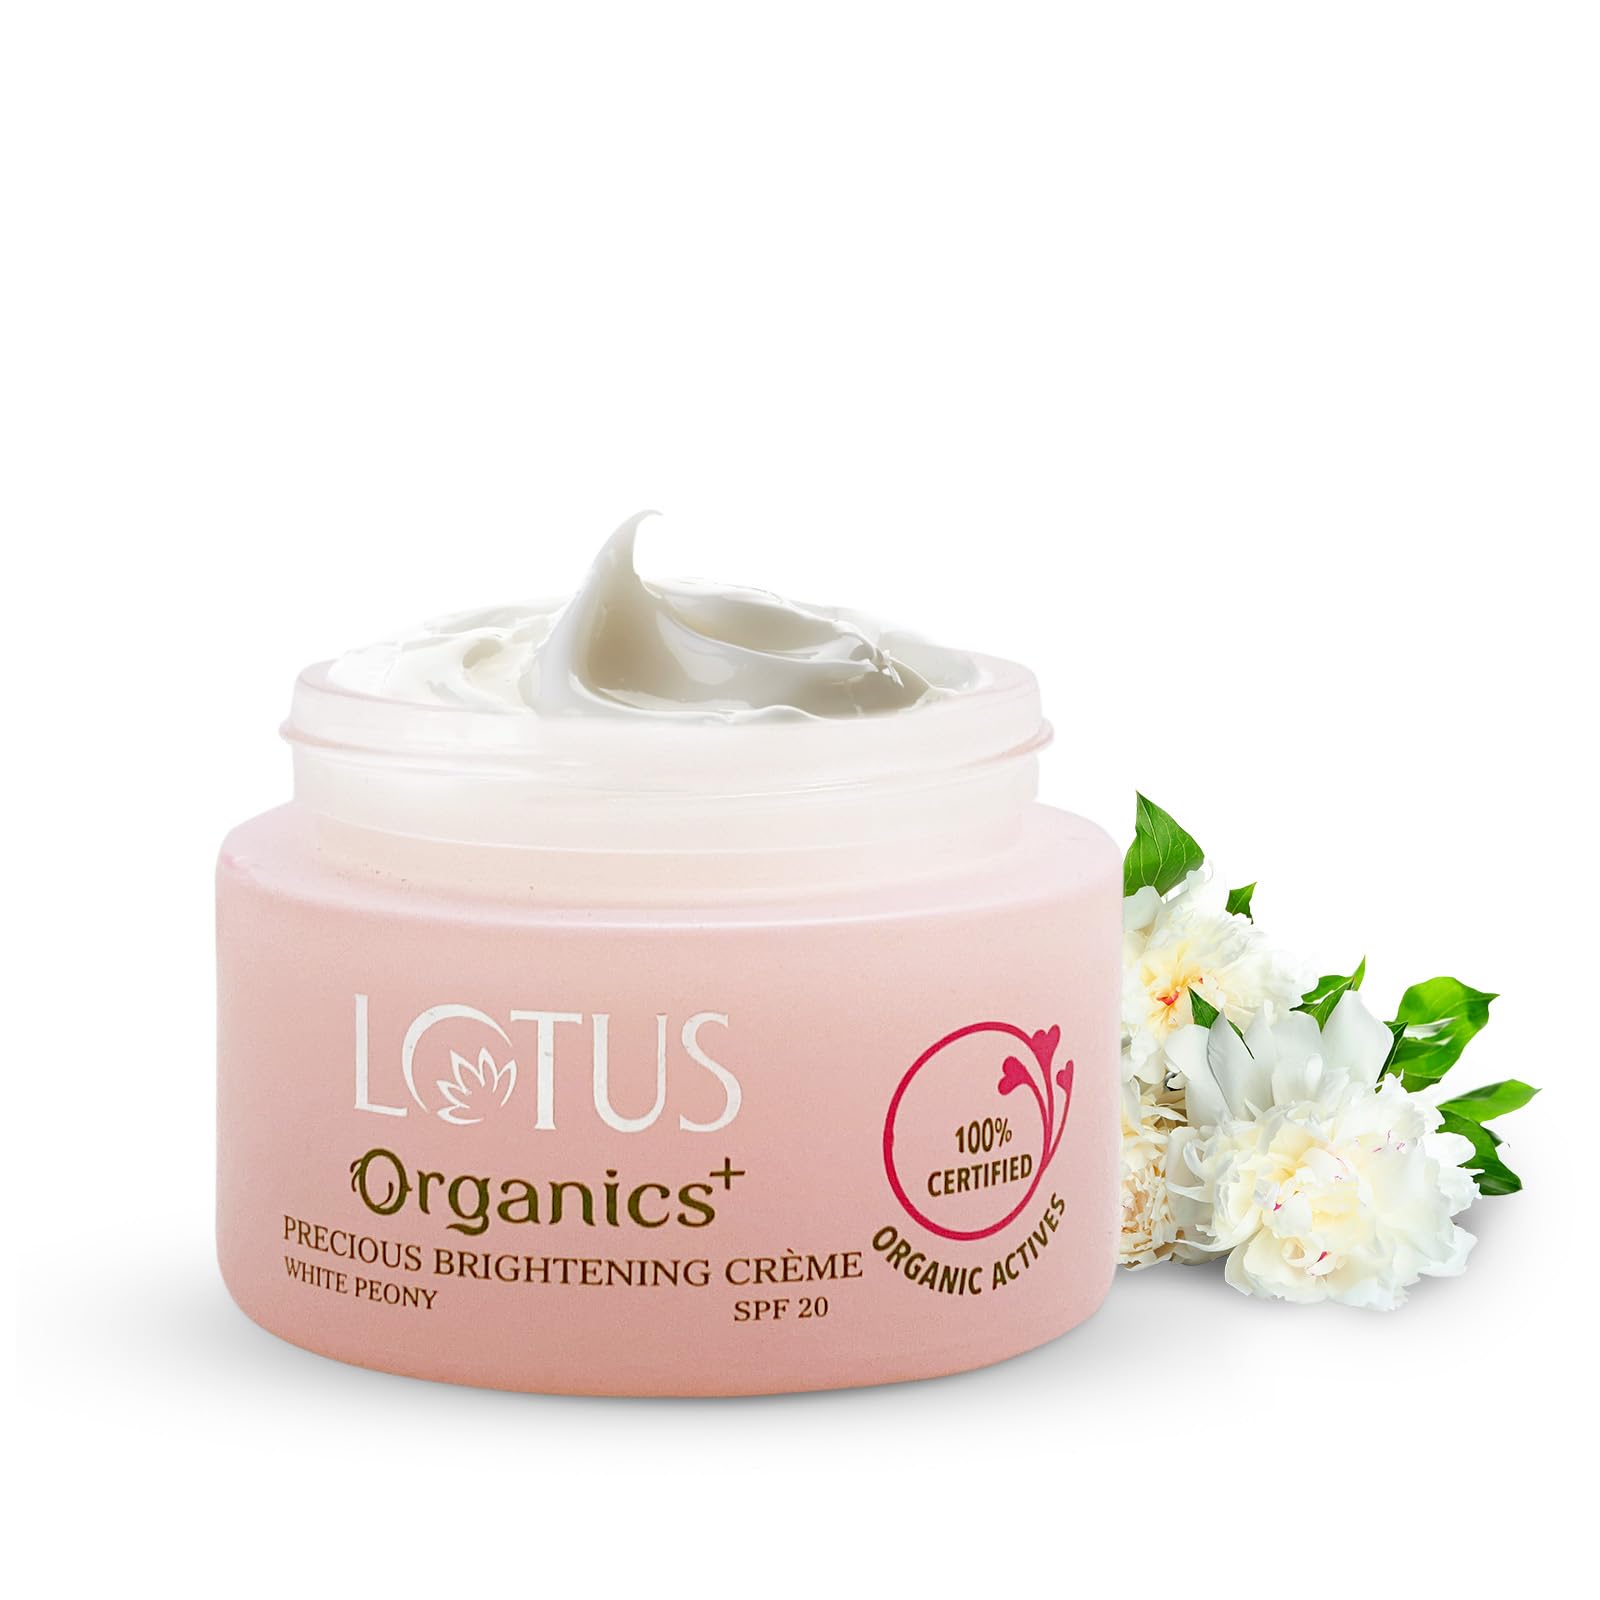 LOTUS
Organics+
PRECIOUS BRIGHTENING CRÈME
WHITE PEONY
SPF 20
100%
CERTIFIED
ORGANIC ACTIVES